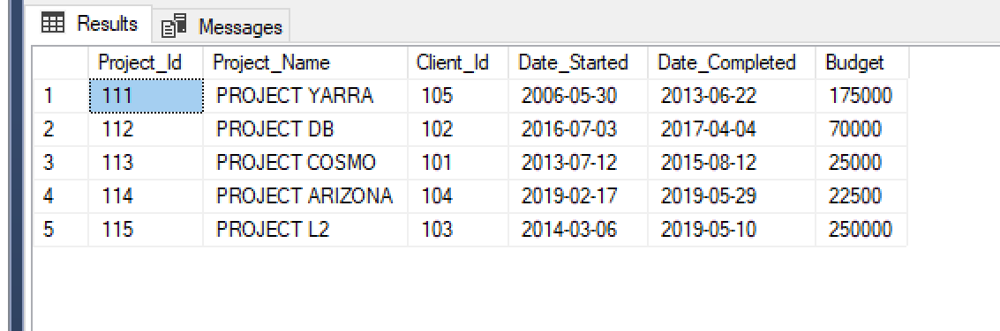 Results Messages
Project_Id Project_Name Client_Id Date_Started Date_Completed Budget
1 111 PROJECT YARRA 105 2006-05-30 2013-06-22 175000
2 112 PROJECT DB 102 2016-07-03 2017-04-04 70000
3 113 PROJECT COSMO 101 2013-07-12 2015-08-12 25000
4 114 PROJECT ARIZONA 104 2019-02-17 2019-05-29 22500
5 115 PROJECT L2 103 2014-03-06 2019-05-10 250000